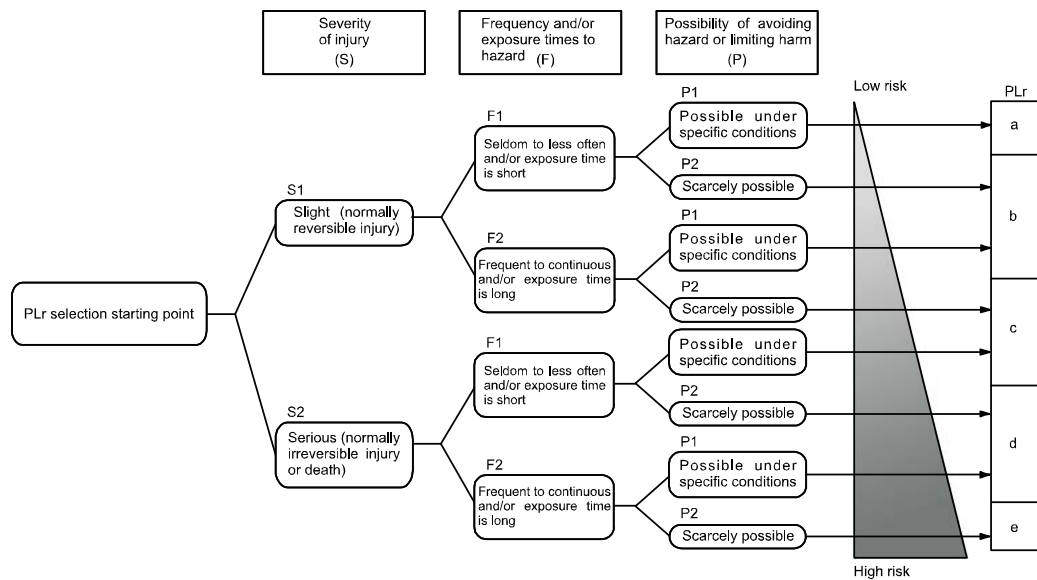 Severity
of injury
(S)
Frequency and/or
exposure times to
hazard (F)
Possibility of avoiding
hazard or limiting harm
(P)
Low risk
PLr
PLr selection starting point
S1
Slight (normally
reversible injury)
F1
Seldom to less often
and/or exposure time
is short
P1
Possible under
specific conditions
a
P2
Scarcely possible
b
F2
Frequent to continuous
and/or exposure time
is long
P1
Possible under
specific conditions
P2
Scarcely possible
c
S2
Serious (normally
irreversible injury
or death)
F1
Seldom to less often
and/or exposure time
is short
P1
Possible under
specific conditions
P2
Scarcely possible
d
F2
Frequent to continuous
and/or exposure time
is long
P1
Possible under
specific conditions
P2
Scarcely possible
e
High risk